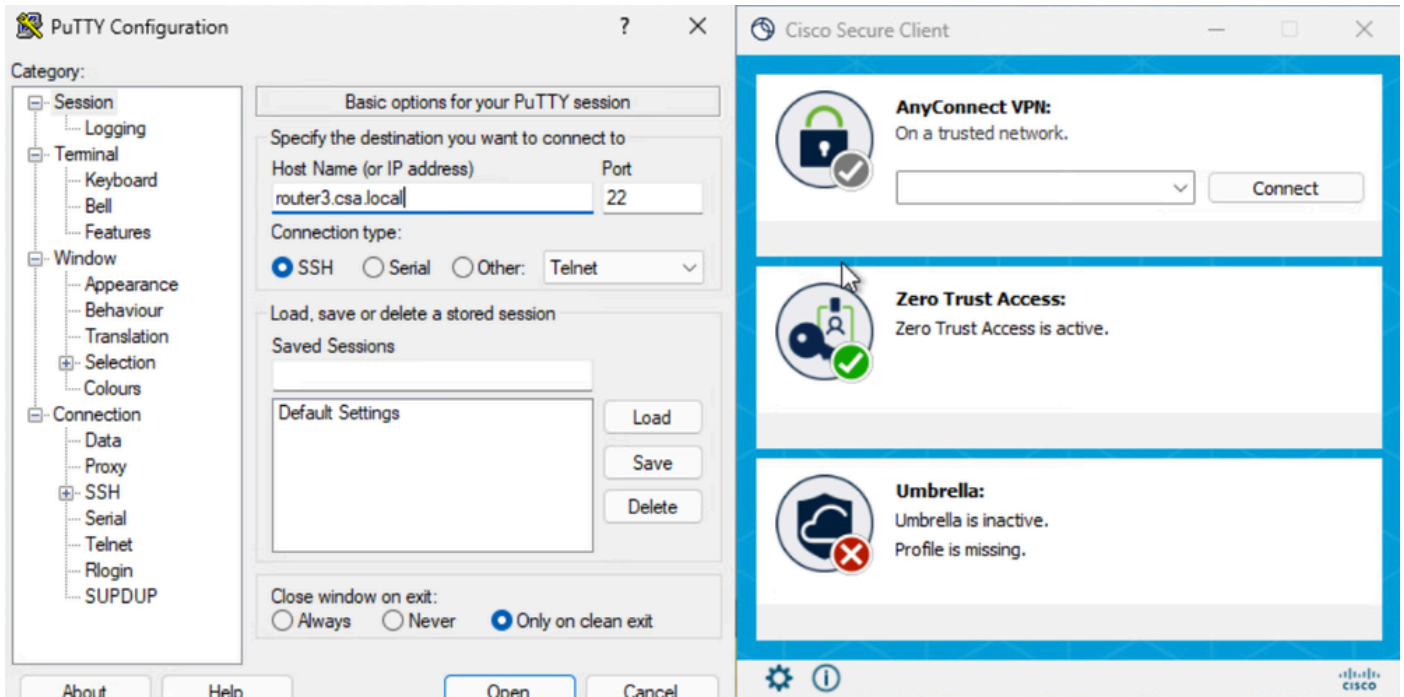 PuTTY Configuration
?
Category:
Session
Logging
Terminal
Keyboard
Bell
Features
Window
Appearance
Behaviour
Translation
Selection
Colours
Connection
Data
Proxy
SSH
Serial
Telnet
Rlogin
SUPDUP
Basic options for your PuTTY session
Specify the destination you want to connect to
Host Name (or IP address) Port
router3.csa.local 22
Connection type:
SSH Serial Other: Telnet
Load, save or delete a stored session
Saved Sessions
Default Settings
Load
Save
Delete
Close window on exit:
Always Never Only on clean exit
About Help Open Cancel
Cisco Secure Client
AnyConnect VPN:
On a trusted network.
Connect
Zero Trust Access:
Zero Trust Access is active.
Umbrella:
Umbrella is inactive.
Profile is missing.
cisco